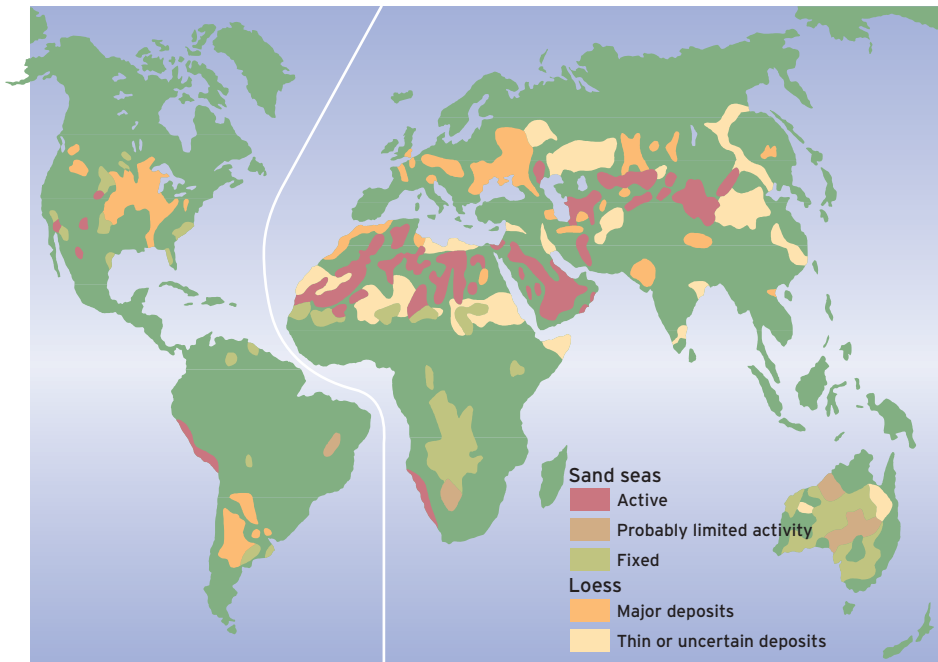 Sand seas
Active
Probably limited activity
Fixed
Loess
Major deposits
Thin or uncertain deposits